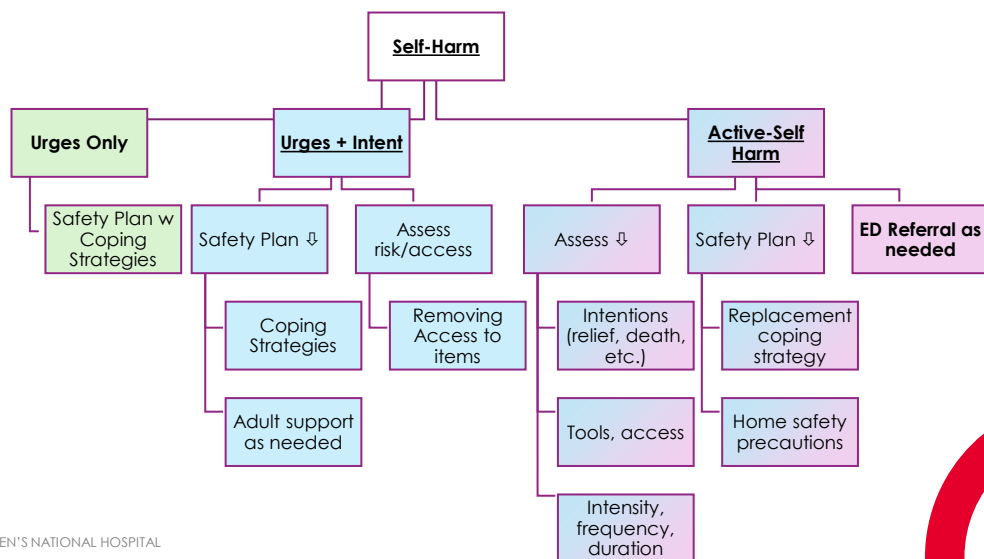 Self-Harm
Urges Only
Safety Plan w
Coping
Strategies
Urges + Intent
Safety Plan ⇩
Coping
Strategies
Adult support
as needed
Assess
risk/access
Removing
Access to
items
Active-Self
Harm
Assess ⇩
Intentions
(relief, death,
etc.)
Tools, access
Intensity,
frequency,
duration
Safety Plan ⇩
Replacement
coping
strategy
Home safety
precautions
ED Referral as
needed
EN'S NATIONAL HOSPITAL